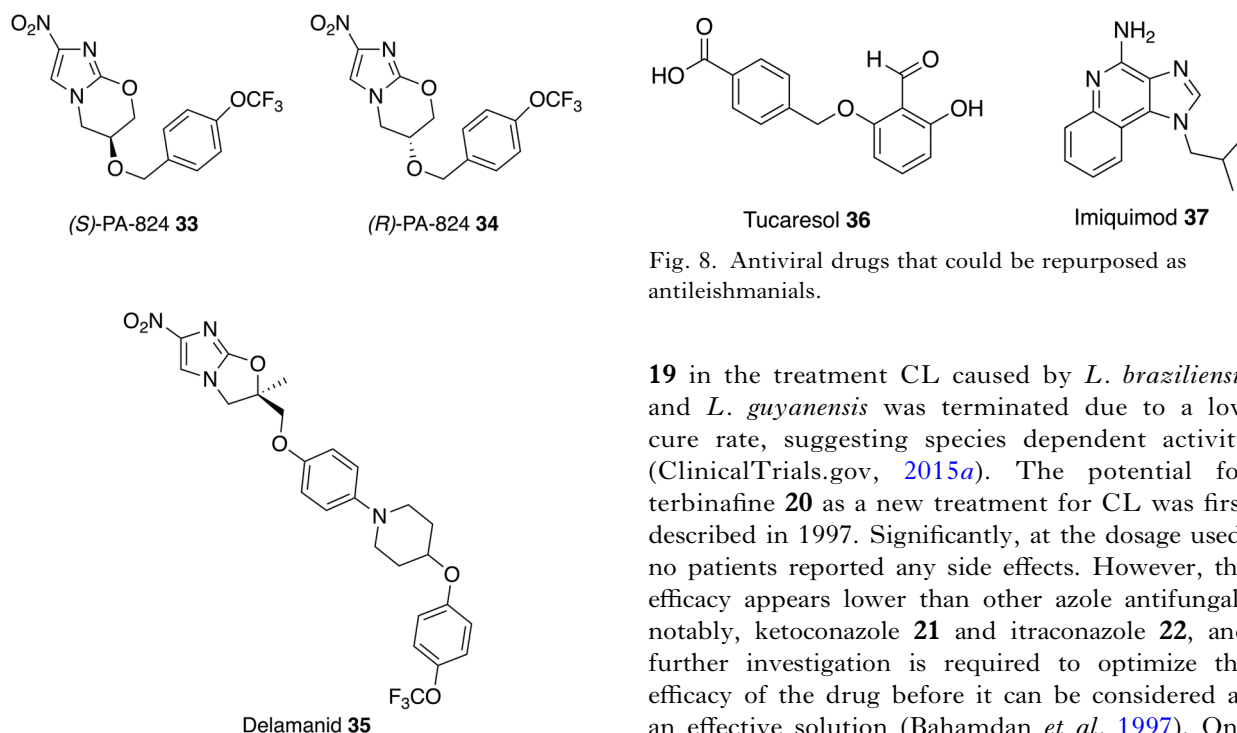 O₂N
N
N
O
O
OCF₃
(S)-PA-824 33
O₂N
N
N
O
O
OCF₃
(R)-PA-824 34
O₂N
N
N
O
O
N
O
F₃CO
Delamanid 35
O
HO
O
H
O
OH
Tucaresol 36
NH₂
N
N
N
Imiquimod 37
Fig. 8. Antiviral drugs that could be repurposed as
antileishmanials.
19 in the treatment CL caused by L. braziliensi
and L. guyanensis was terminated due to a lov
cure rate, suggesting species dependent activit
(ClinicalTrials.gov, 2015a). The potential fo
terbinafine 20 as a new treatment for CL was firs
described in 1997. Significantly, at the dosage used
no patients reported any side effects. However, th
efficacy appears lower than other azole antifungal
notably, ketoconazole 21 and itraconazole 22, and
further investigation is required to optimize th
efficacy of the drug before it can be considered a
an effective solution (Bahamdan et al. 1997). On